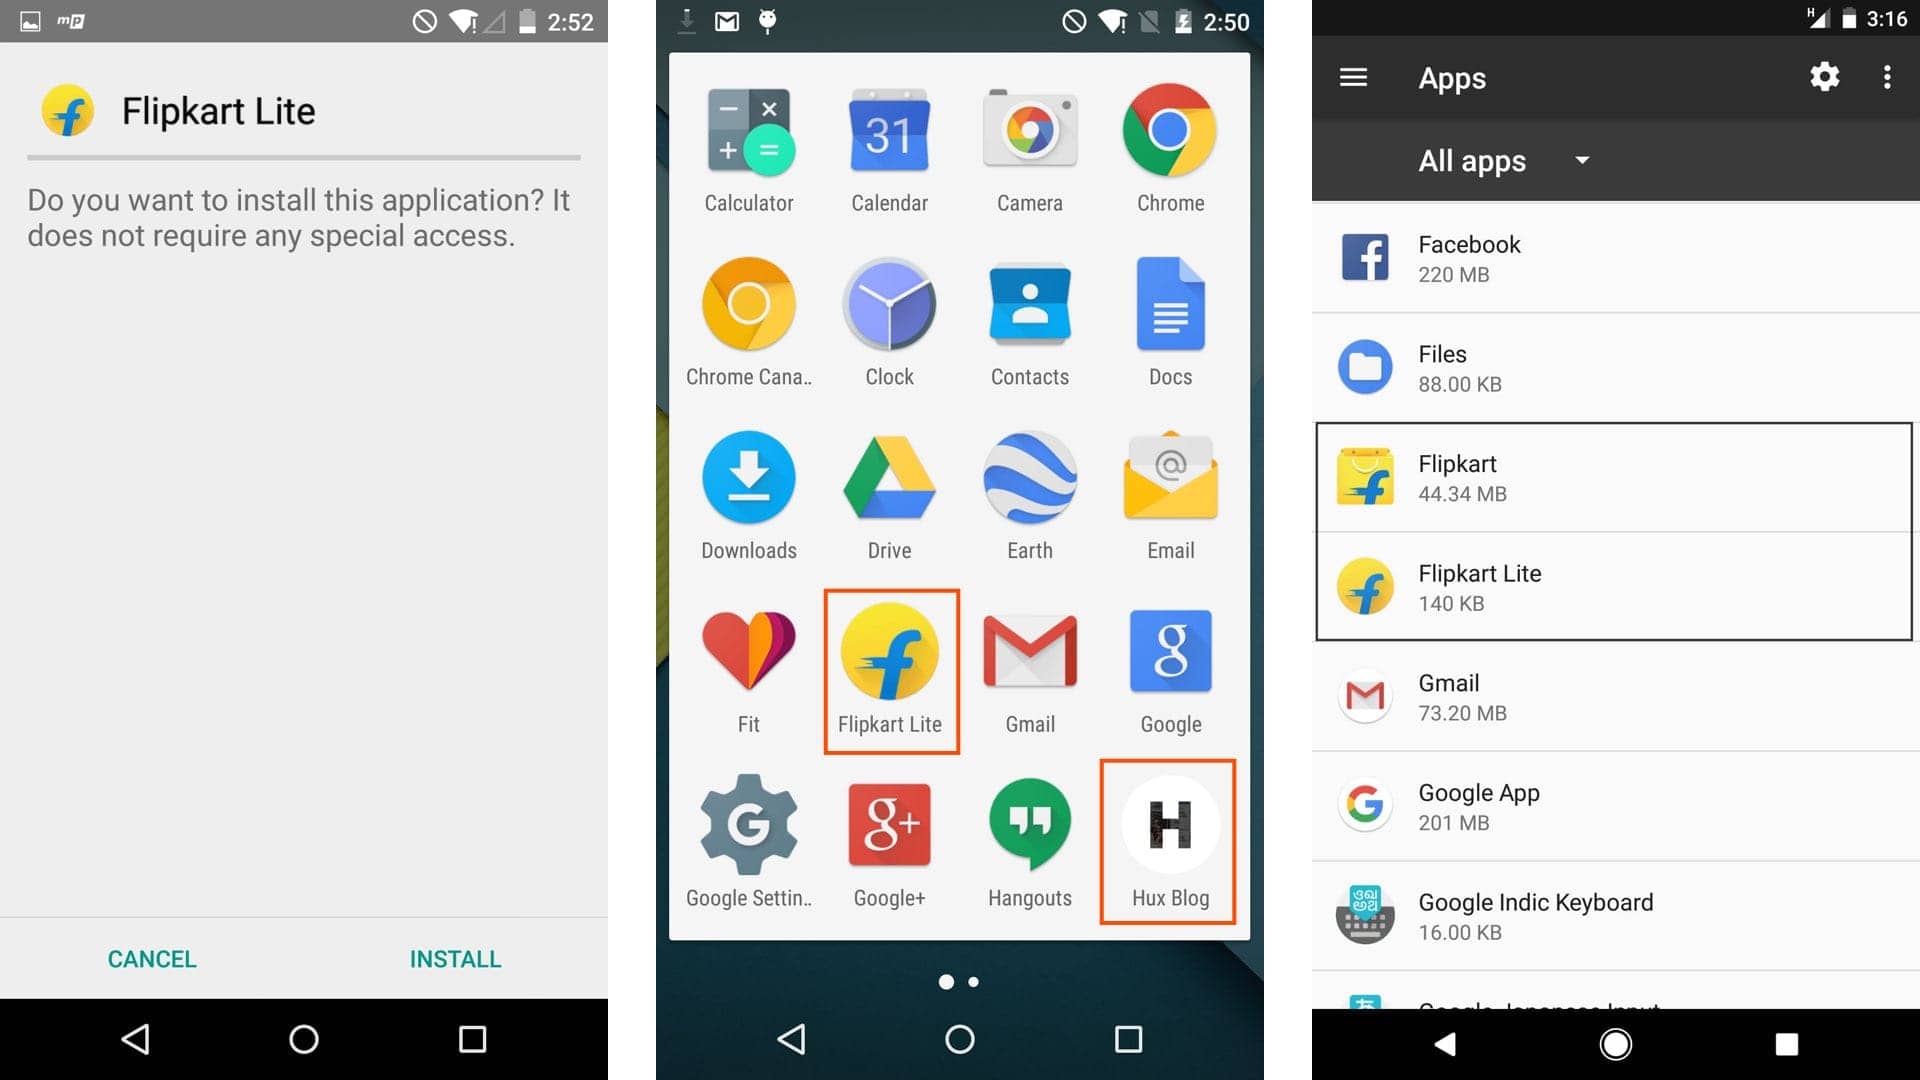 2:52
Flipkart Lite
Do you want to install this application? It
does not require any special access.
CANCEL
INSTALL
2:50
31
Calculator
Calendar
Camera
Chrome
Chrome Cana..
Clock
Contacts
Docs
Downloads
Drive
Earth
Email
Fit
Flipkart Lite
Gmail
Google
Google Settin..
Google+
Hangouts
Hux Blog
H 3:16
Apps
All apps
Facebook
220 MB
Files
88.00 KB
Flipkart
44.34 MB
Flipkart Lite
140 KB
Gmail
73.20 MB
Google App
201 MB
Google Indic Keyboard
16.00 KB
Google Japanese Input